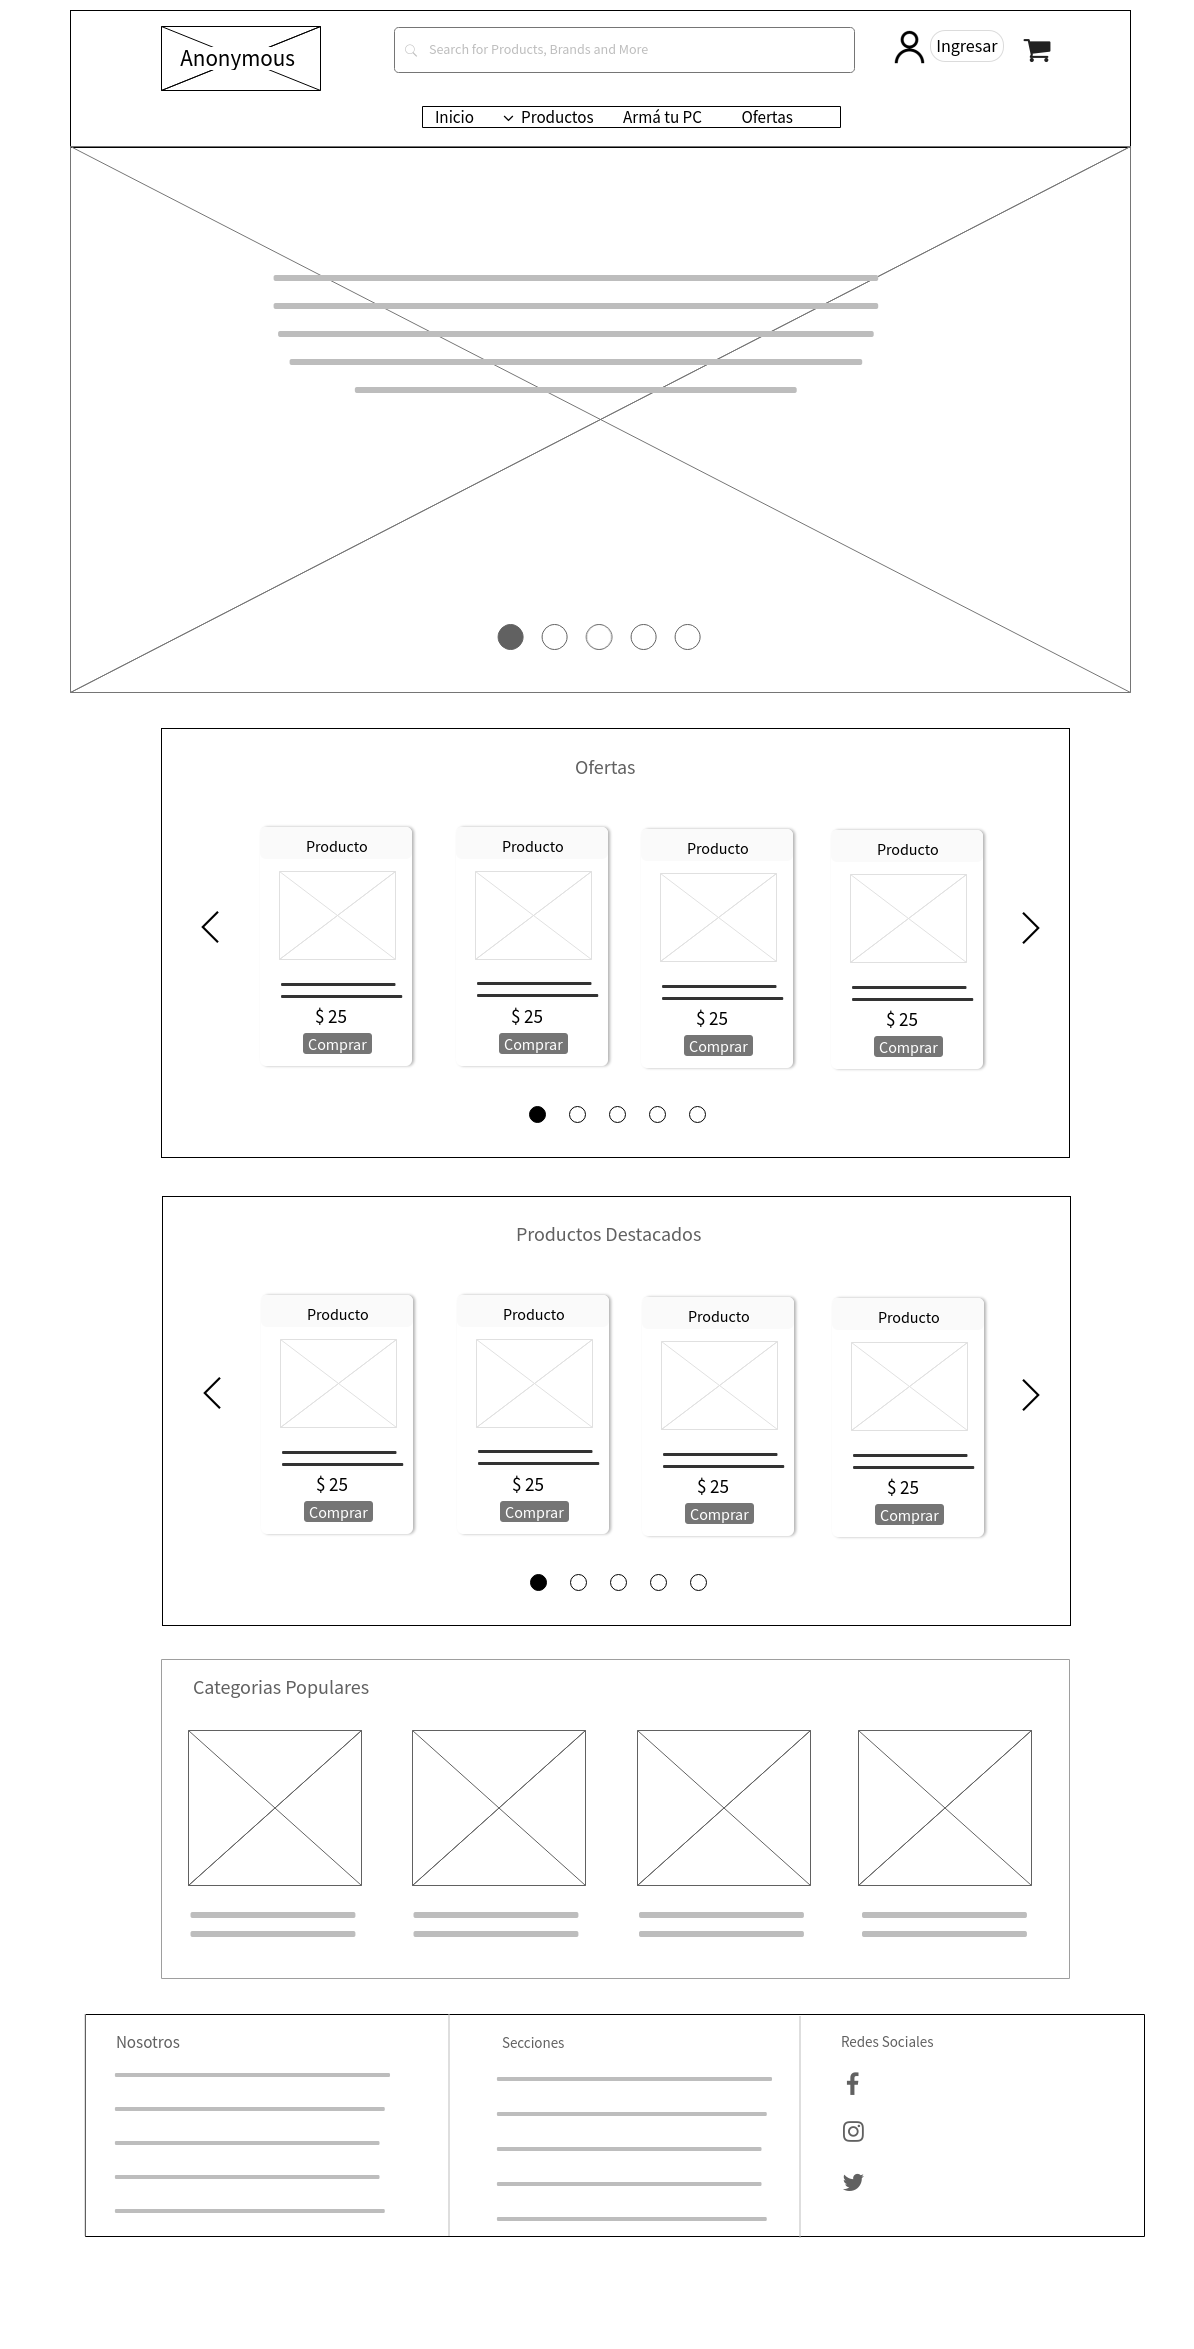 Anonymous
Search for Products, Brands and More
Ingresar
Inicio Productos Armá tu PC Ofertas
Ofertas
Producto Producto Producto Producto
$ 25 $ 25 $ 25 $ 25
Comprar Comprar Comprar Comprar
Productos Destacados
Producto Producto Producto Producto
$ 25 $ 25 $ 25 $ 25
Comprar Comprar Comprar Comprar
Categorias Populares
Nosotros Secciones Redes Sociales